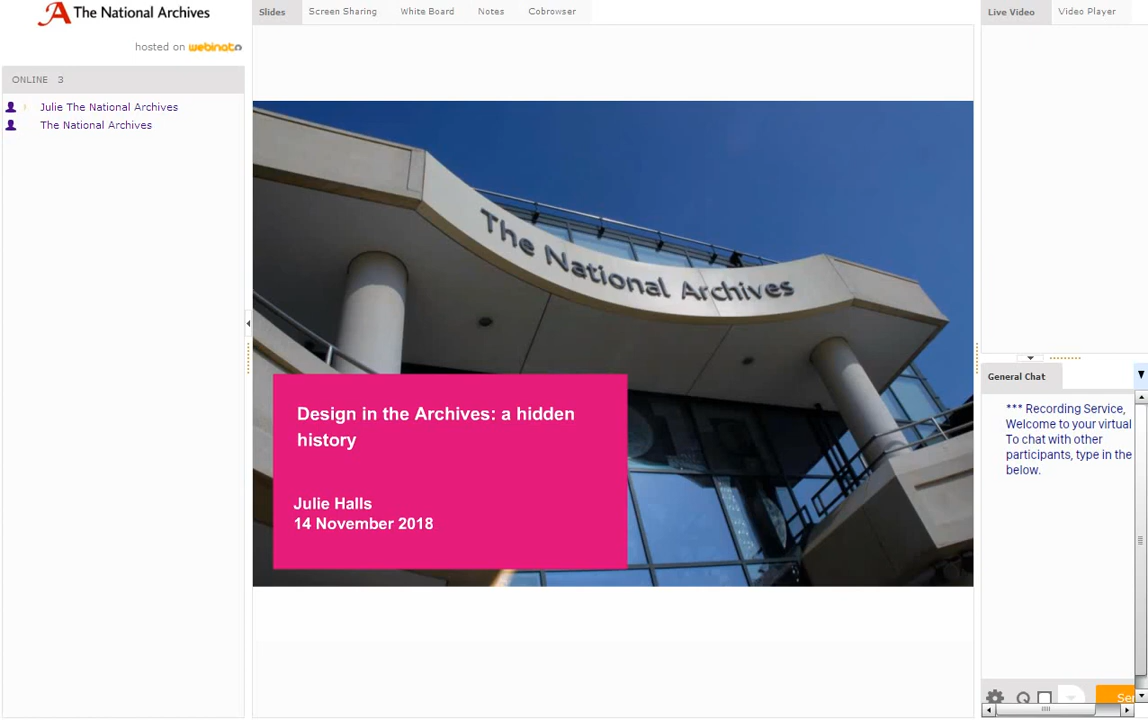 The National Archives
hosted on webinato
ONLINE 3
Julie The National Archives
The National Archives
Slides
Screen Sharing
White Board
Notes
Cobrowser
The National Archives
Design in the Archives: a hidden
history
Julie Halls
14 November 2018
Live Video
Video Player
General Chat
*** Recording Service,
Welcome to your virtual
To chat with other
participants, type in the
below.